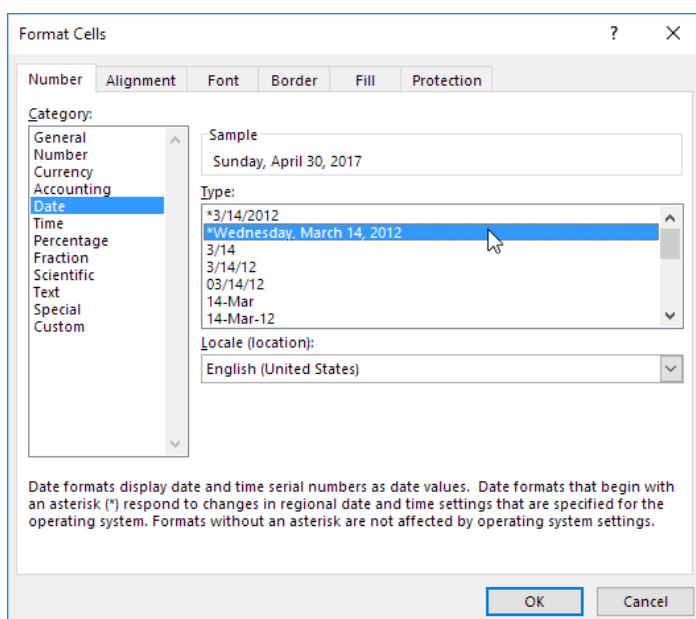 Format Cells
?
Number Alignment Font Border Fill Protection
Category:
General
Number
Currency
Accounting
Date
Time
Percentage
Fraction
Scientific
Text
Special
Custom
Sample
Sunday, April 30, 2017
Type:
*3/14/2012
*Wednesday, March 14, 2012
3/14
3/14/12
03/14/12
14-Mar
14-Mar-12
Locale (location):
English (United States)
Date formats display date and time serial numbers as date values. Date formats that begin with
an asterisk (*) respond to changes in regional date and time settings that are specified for the
operating system. Formats without an asterisk are not affected by operating system settings.
OK Cancel